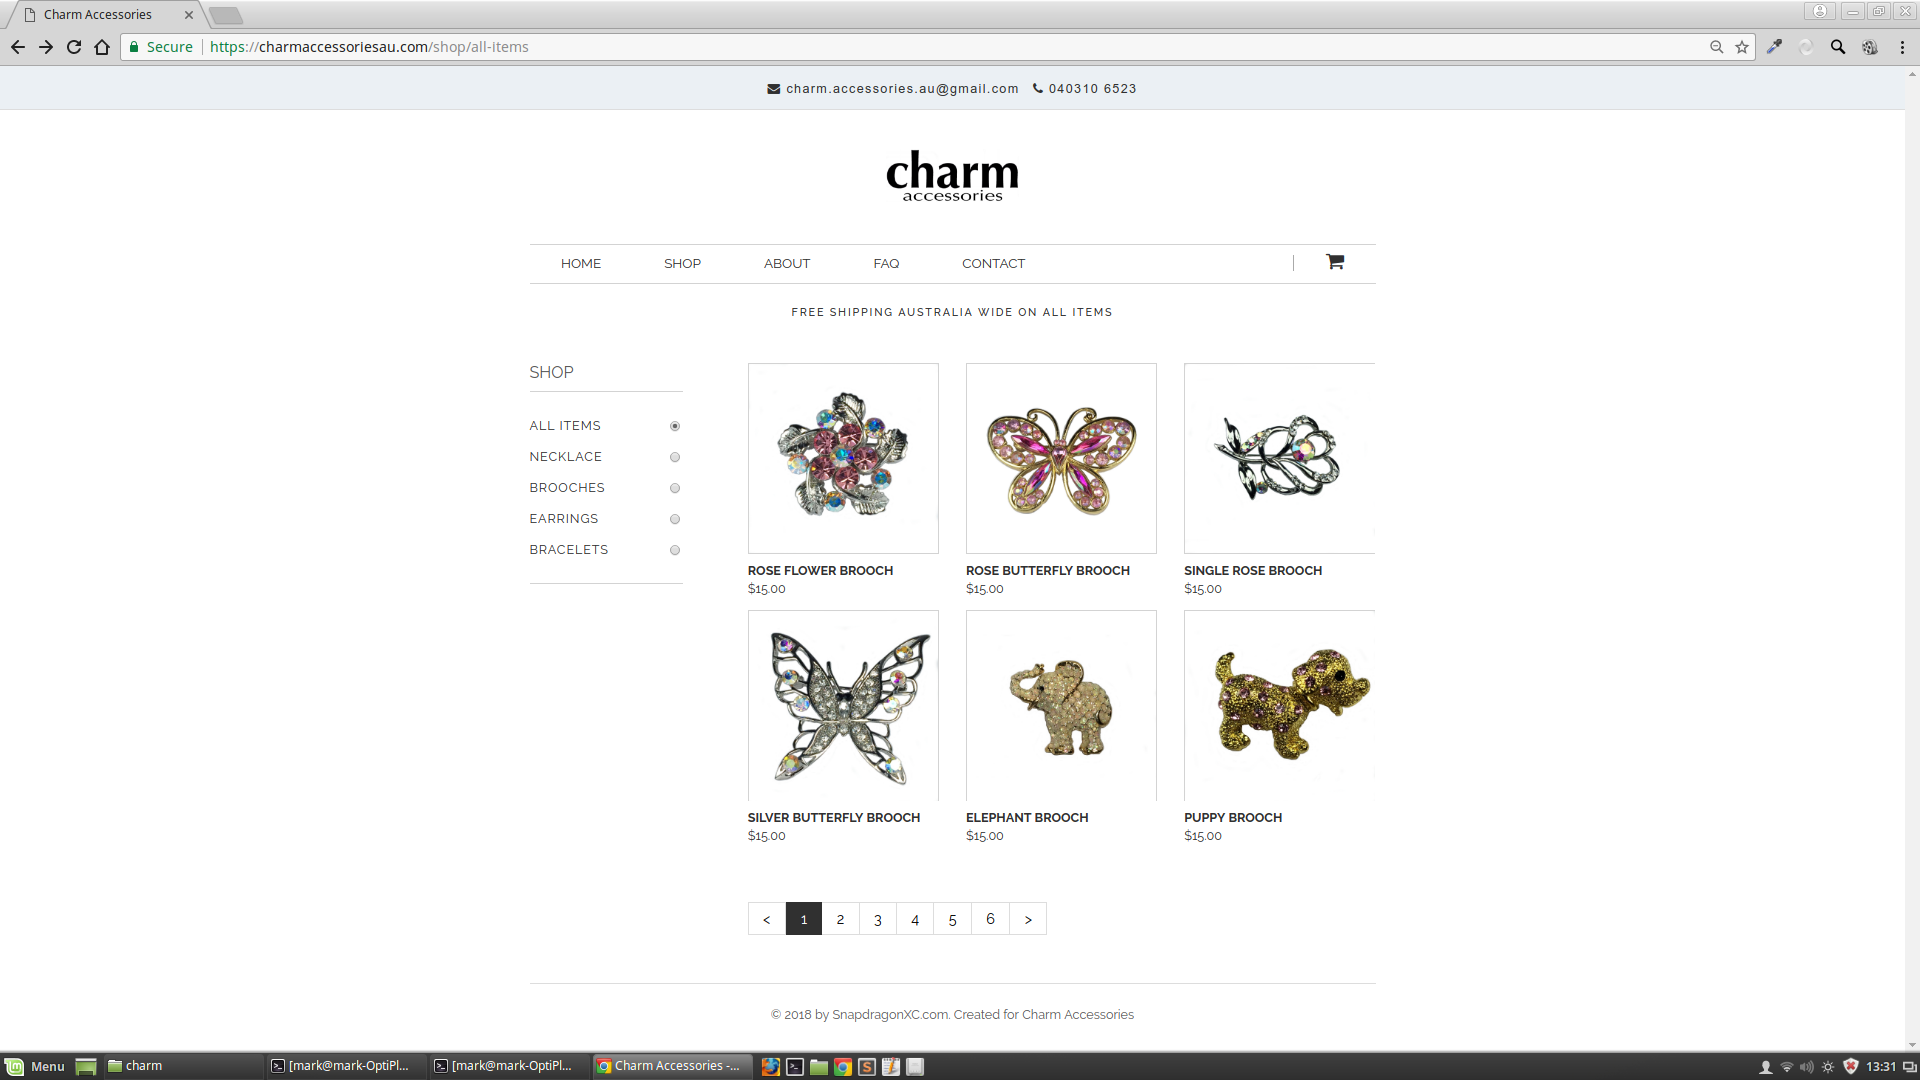 Charm Accessories
Secure https://charmaccessoriesau.com/shop/all-items
charm.accessories.au@gmail.com 040310 6523
charm
accessories
HOME SHOP ABOUT FAQ CONTACT
FREE SHIPPING AUSTRALIA WIDE ON ALL ITEMS
SHOP
ALL ITEMS
NECKLACE
BROOCHES
EARRINGS
BRACELETS
ROSE FLOWER BROOCH
$15.00
ROSE BUTTERFLY BROOCH
$15.00
SINGLE ROSE BROOCH
$15.00
SILVER BUTTERFLY BROOCH
$15.00
ELEPHANT BROOCH
$15.00
PUPPY BROOCH
$15.00
< 1 2 3 4 5 6 >
© 2018 by SnapdragonXC.com. Created for Charm Accessories
Menu charm [mark@mark-OptiPl... [mark@mark-OptiPl... Charm Accessories -... 13:31